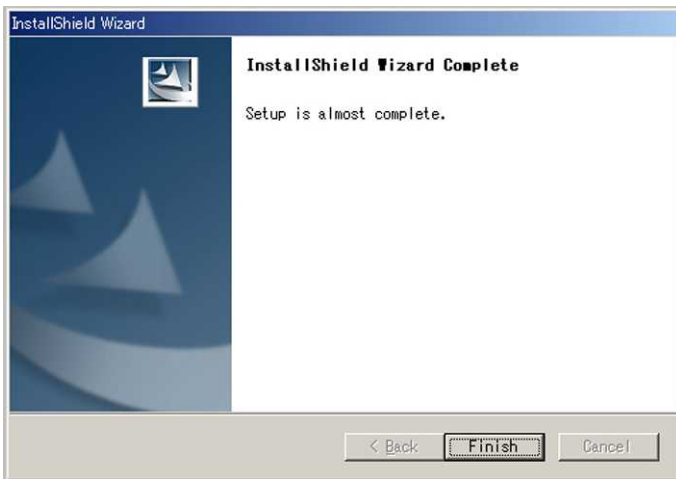 InstallShield Wizard
InstallShield Wizard Complete
Setup is almost complete.
< Back
Finish
Cancel